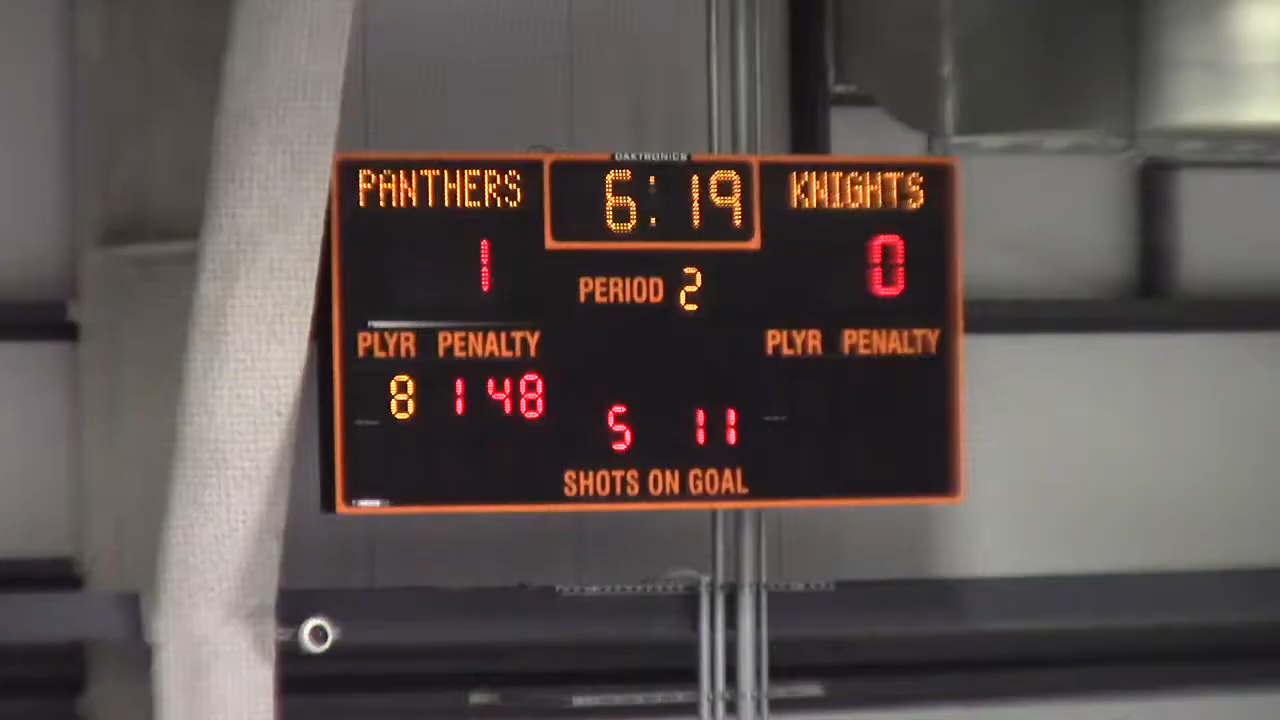 DAKTRONICS
PANTHERS 6:19 KNIGHTS
1 PERIOD 2 0
PLYR PENALTY PLYR PENALTY
8 1 48
5 11
SHOTS ON GOAL